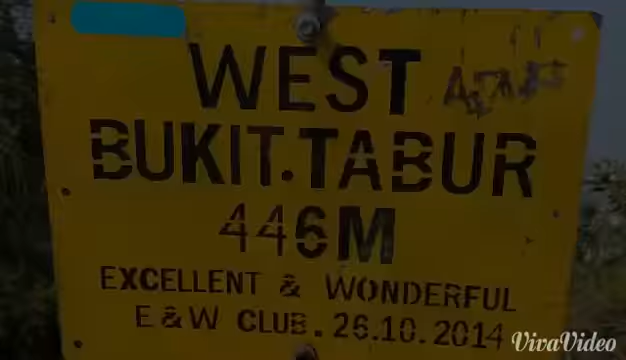 WEST
BUKIT.TABUR
446M
EXCELLENT & WONDERFUL
E&W CLUB. 26.10.2014
VivaVideo